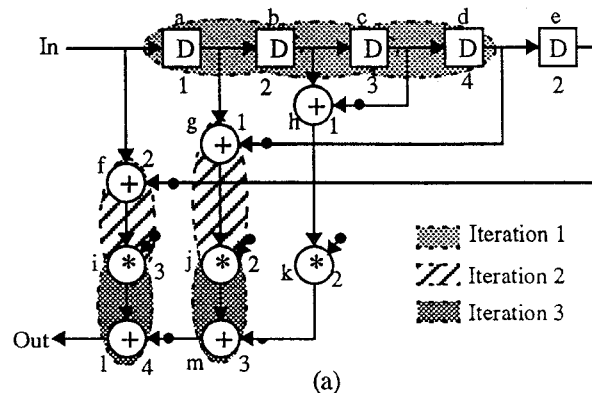 a b c d e
In D D D D D
1 2 3 4 2
h + 1
g + 1
f + 2
i * 3 j * 2 k * 2
Out + +
l 4 m 3
Iteration 1
Iteration 2
Iteration 3
(a)